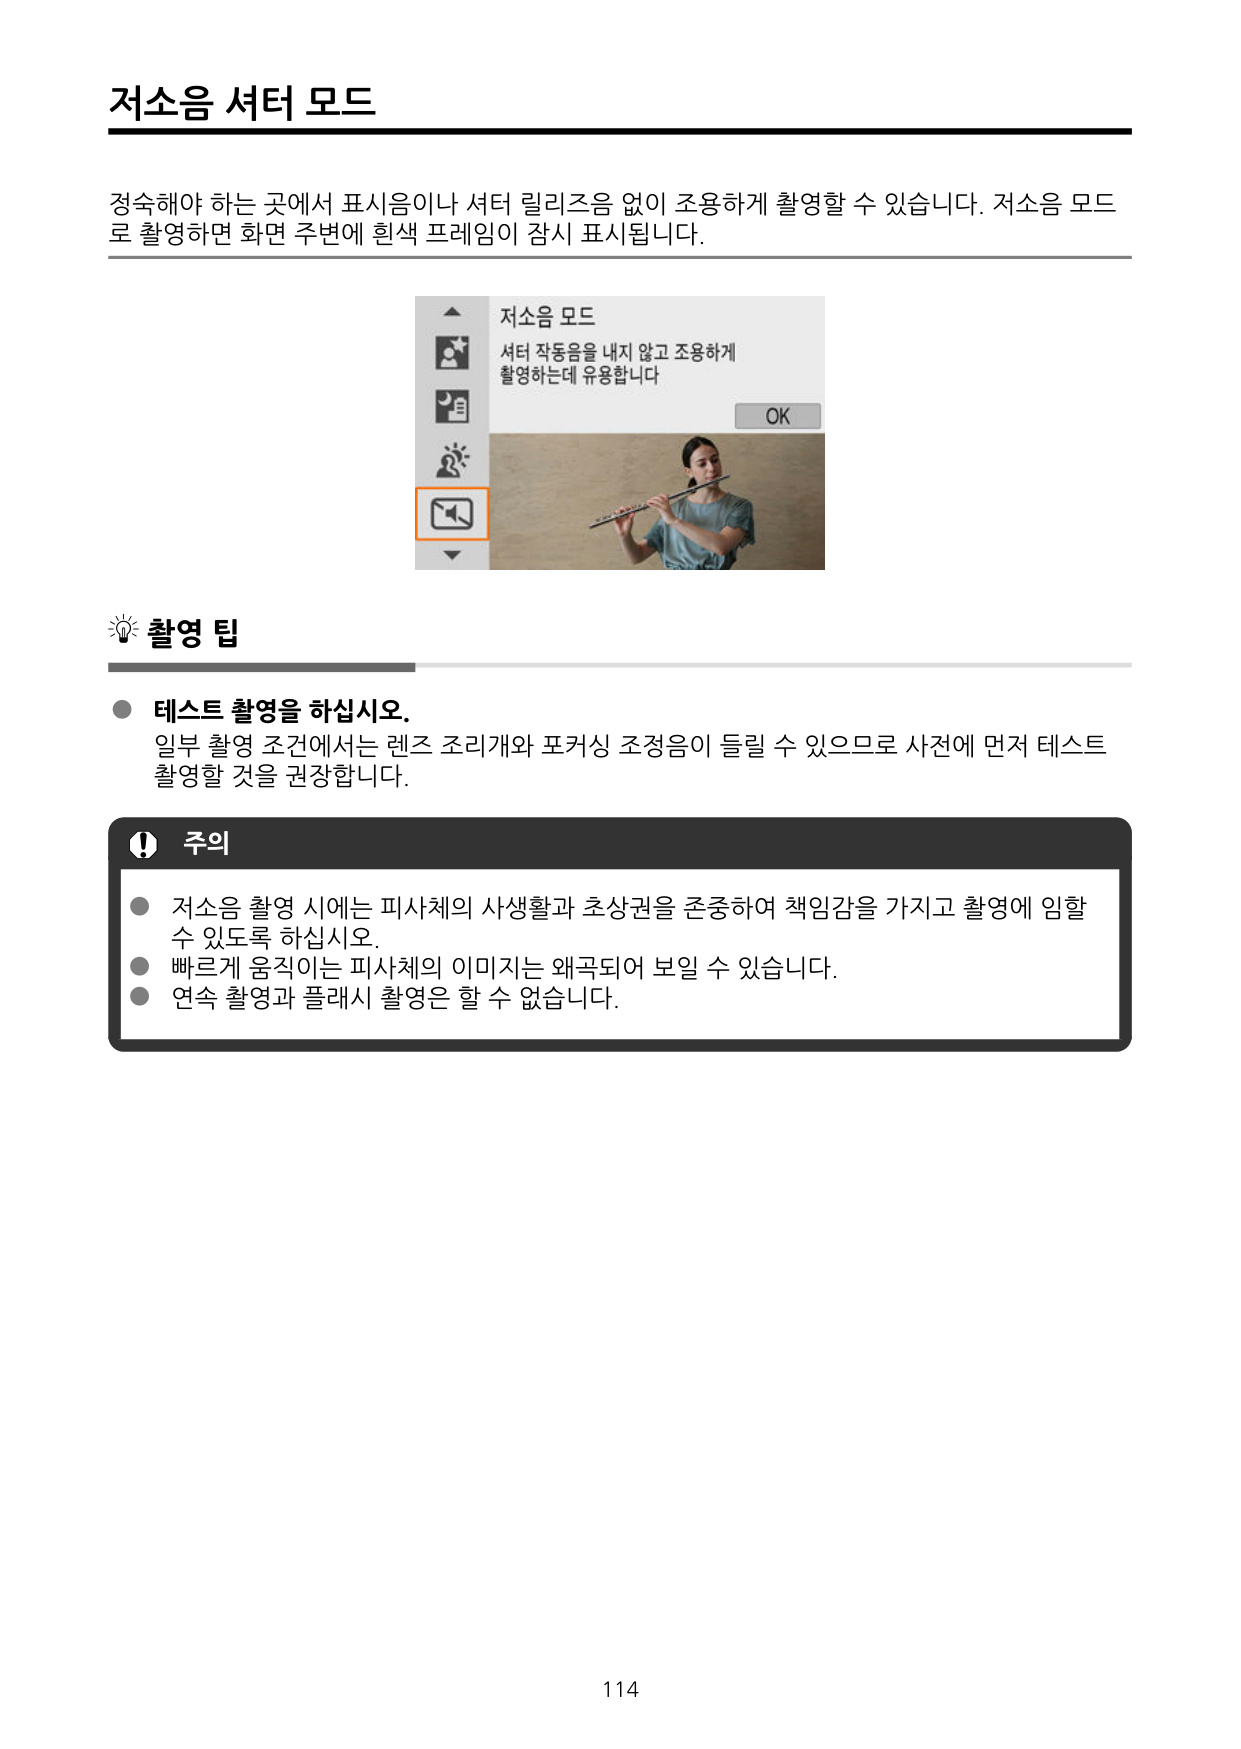 저소음 셔터 모드
정숙해야 하는 곳에서 표시음이나 셔터 릴리즈음 없이 조용하게 촬영할 수 있습니다. 저소음 모드
로 촬영하면 화면 주변에 흰색 프레임이 잠시 표시됩니다.
저소음 모드
셔터 작동음을 내지 않고 조용하게
촬영하는데 유용합니다
OK
촬영 팁
● 테스트 촬영을 하십시오.
일부 촬영 조건에서는 렌즈 조리개와 포커싱 조정음이 들릴 수 있으므로 사전에 먼저 테스트
촬영할 것을 권장합니다.
주의
● 저소음 촬영 시에는 피사체의 사생활과 초상권을 존중하여 책임감을 가지고 촬영에 임할
수 있도록 하십시오.
● 빠르게 움직이는 피사체의 이미지는 왜곡되어 보일 수 있습니다.
● 연속 촬영과 플래시 촬영은 할 수 없습니다.
114